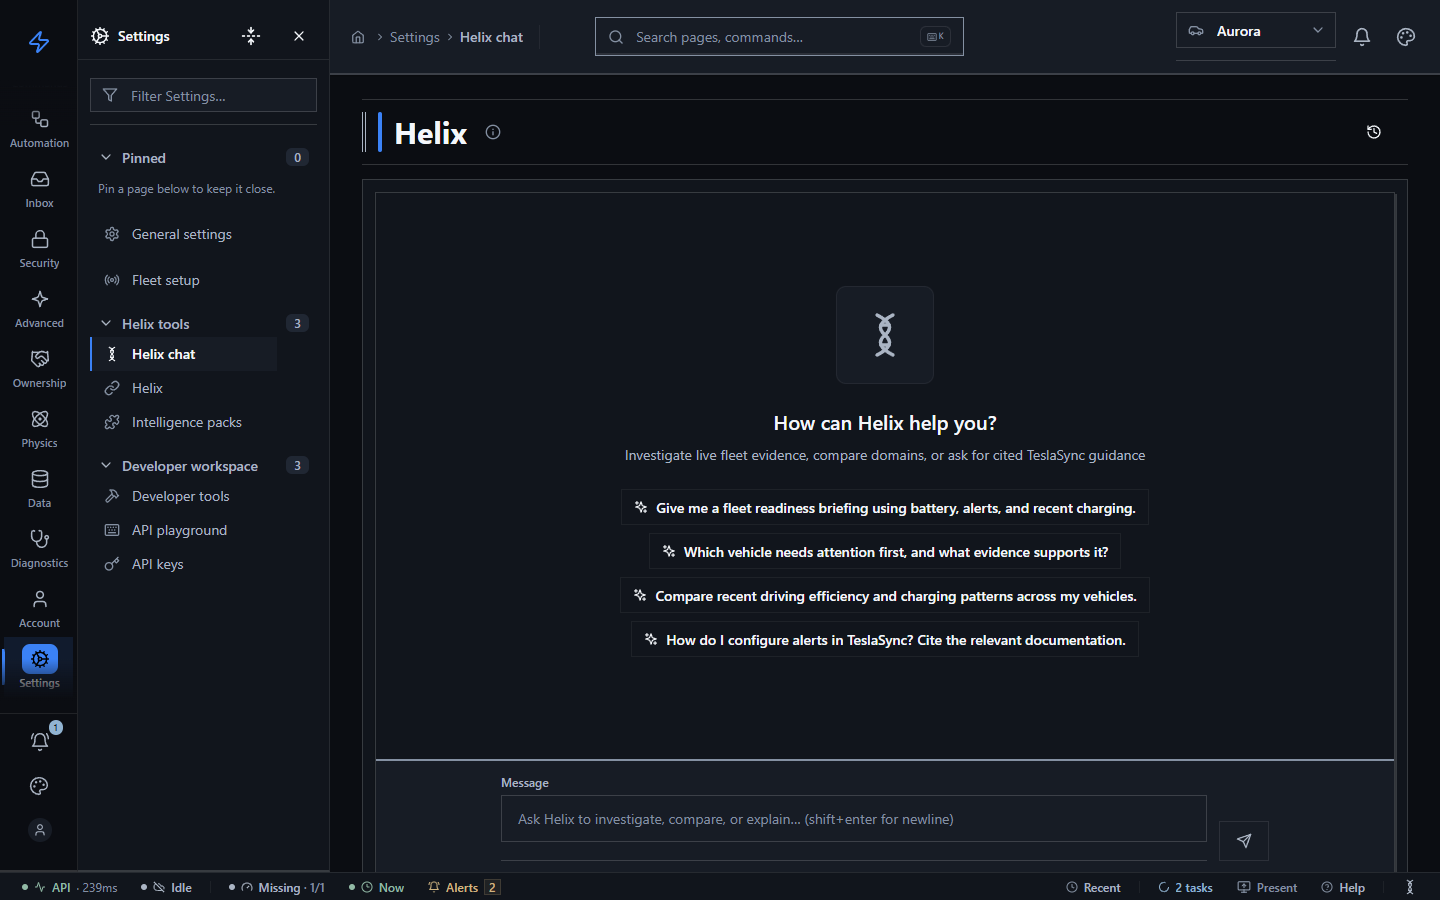 Automation
Inbox
Security
Advanced
Ownership
Physics
Data
Diagnostics
Account
Settings
1
Settings
Filter Settings...
Pinned 0
Pin a page below to keep it close.
General settings
Fleet setup
Helix tools 3
Helix chat
Helix
Intelligence packs
Developer workspace 3
Developer tools
API playground
API keys
Settings Helix chat
Search pages, commands... K
Aurora
Helix
How can Helix help you?
Investigate live fleet evidence, compare domains, or ask for cited TeslaSync guidance
Give me a fleet readiness briefing using battery, alerts, and recent charging.
Which vehicle needs attention first, and what evidence supports it?
Compare recent driving efficiency and charging patterns across my vehicles.
How do I configure alerts in TeslaSync? Cite the relevant documentation.
Message
Ask Helix to investigate, compare, or explain... (shift+enter for newline)
API · 239ms Idle Missing · 1/1 Now Alerts 2 Recent 2 tasks Present Help